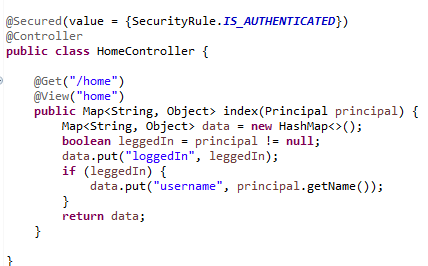 @Secured(value = {SecurityRule.IS_AUTHENTICATED})
@Controller
public class HomeController {
@Get("/home")
@View("home")
public Map<String, Object> index(Principal principal) {
Map<String, Object> data = new HashMap<>();
boolean leggedIn = principal != null;
data.put("loggedIn", leggedIn);
if (leggedIn) {
data.put("username", principal.getName());
}
return data;
}
}